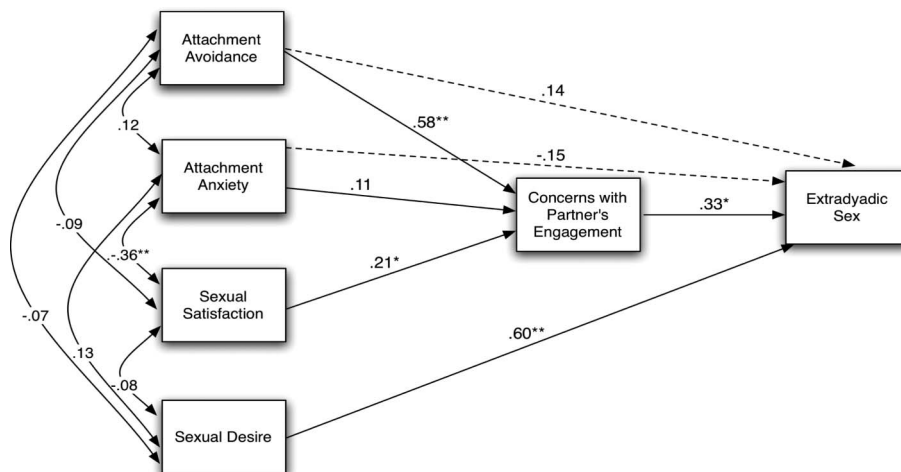 Attachment
Avoidance
.14
.58**
.12
-.15
Attachment
Anxiety
.11
Concerns with
Partner's
Engagement
.33*
Extradyadic
Sex
-.09
-.36**
.21*
Sexual
Satisfaction
-.07
.60**
.13
-.08
Sexual Desire